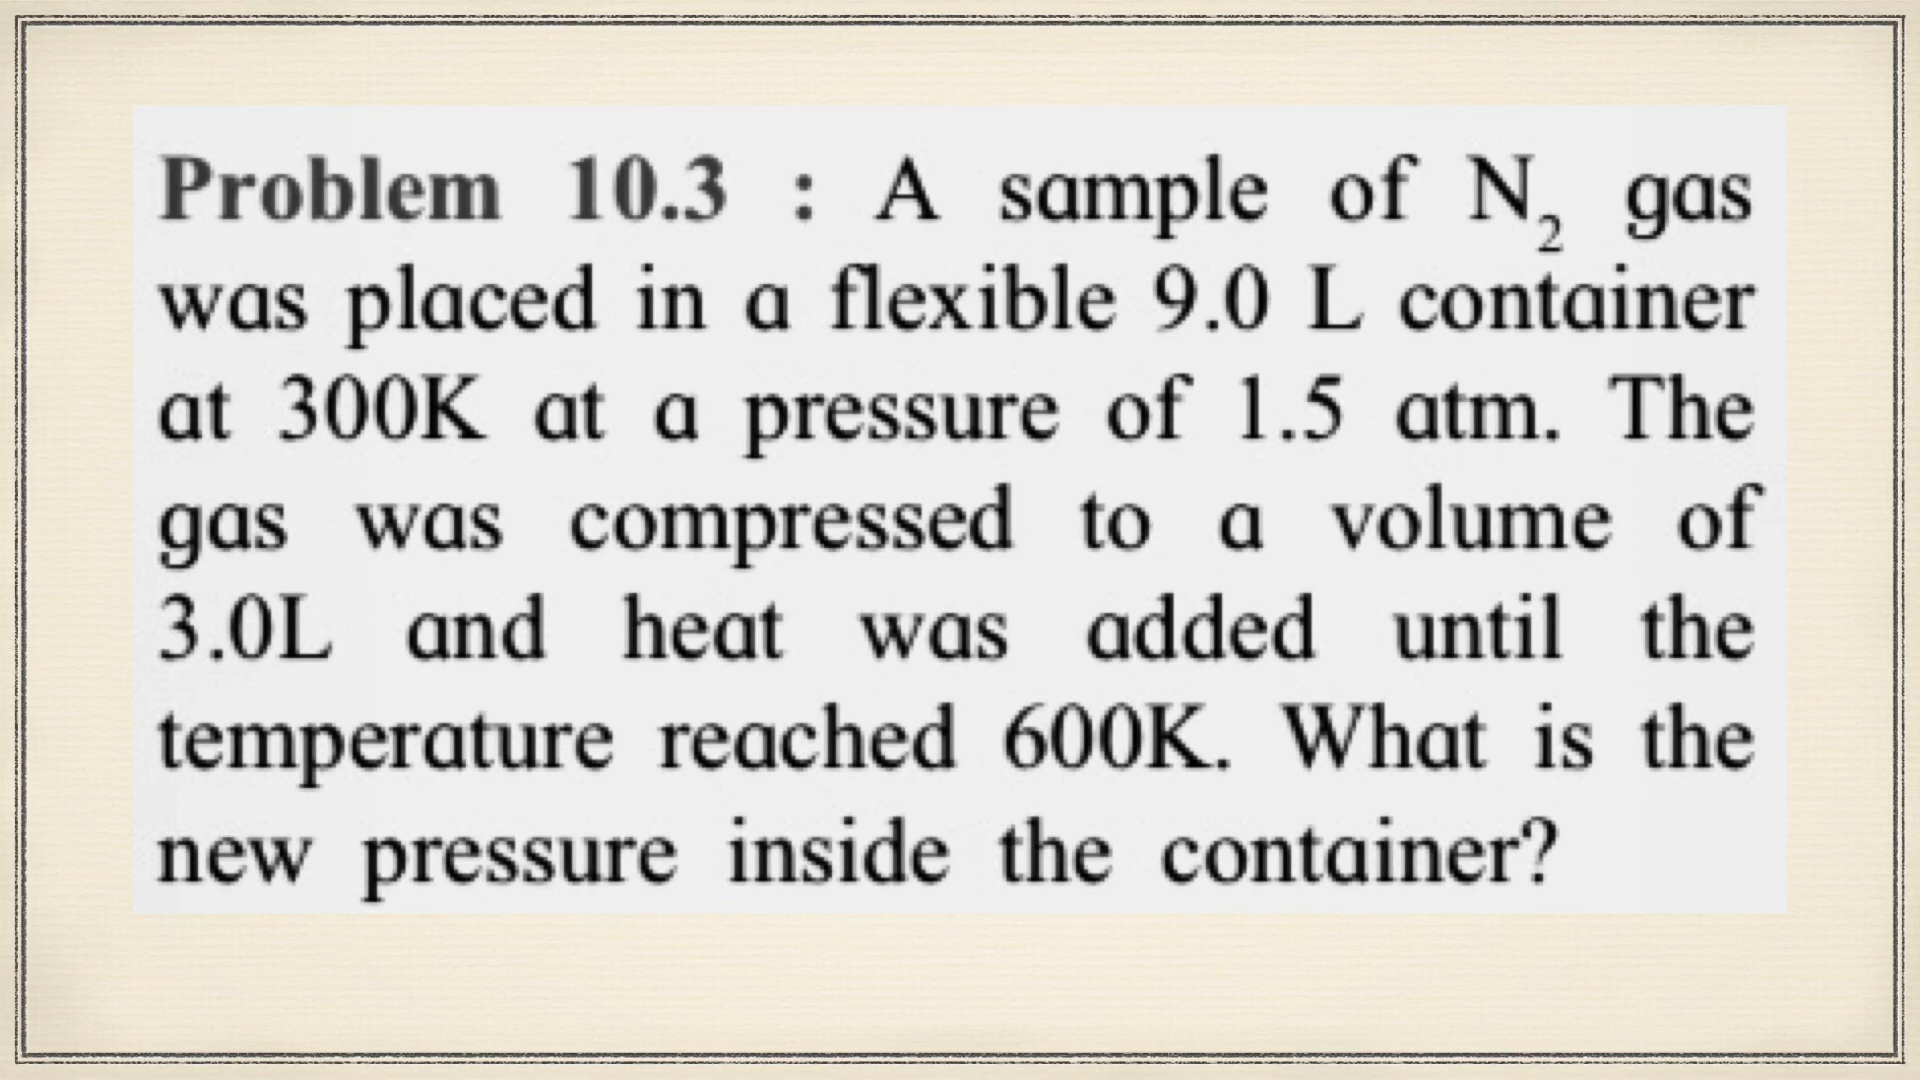 Problem 10.3 : A sample of N₂ gas
was placed in a flexible 9.0 L container
at 300K at a pressure of 1.5 atm. The
gas was compressed to a volume of
3.0L and heat was added until the
temperature reached 600K. What is the
new pressure inside the container?